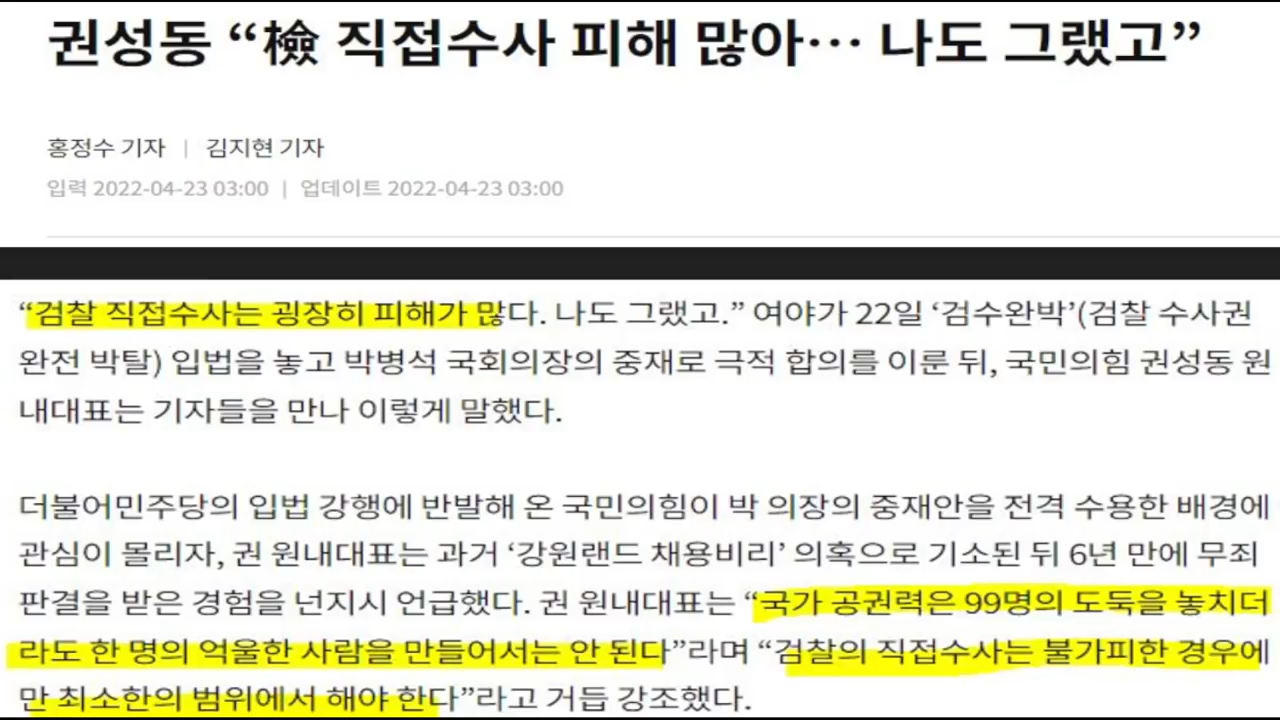 권성동 “檢 직접수사 피해 많아… 나도 그랬고”
홍정수 기자 | 김지현 기자
입력 2022-04-23 03:00 | 업데이트 2022-04-23 03:00
“검찰 직접수사는 굉장히 피해가 많다. 나도 그랬고.” 여야가 22일 ‘검수완박’(검찰 수사권
완전 박탈) 입법을 놓고 박병석 국회의장의 중재로 극적 합의를 이룬 뒤, 국민의힘 권성동 원
내대표는 기자들을 만나 이렇게 말했다.
더불어민주당의 입법 강행에 반발해 온 국민의힘이 박 의장의 중재안을 전격 수용한 배경에
관심이 몰리자, 권 원내대표는 과거 ‘강원랜드 채용비리’ 의혹으로 기소된 뒤 6년 만에 무죄
판결을 받은 경험을 넌지시 언급했다. 권 원내대표는 “국가 공권력은 99명의 도둑을 놓치더
라도 한 명의 억울한 사람을 만들어서는 안 된다”라며 “검찰의 직접수사는 불가피한 경우에
만 최소한의 범위에서 해야 한다”라고 거듭 강조했다.